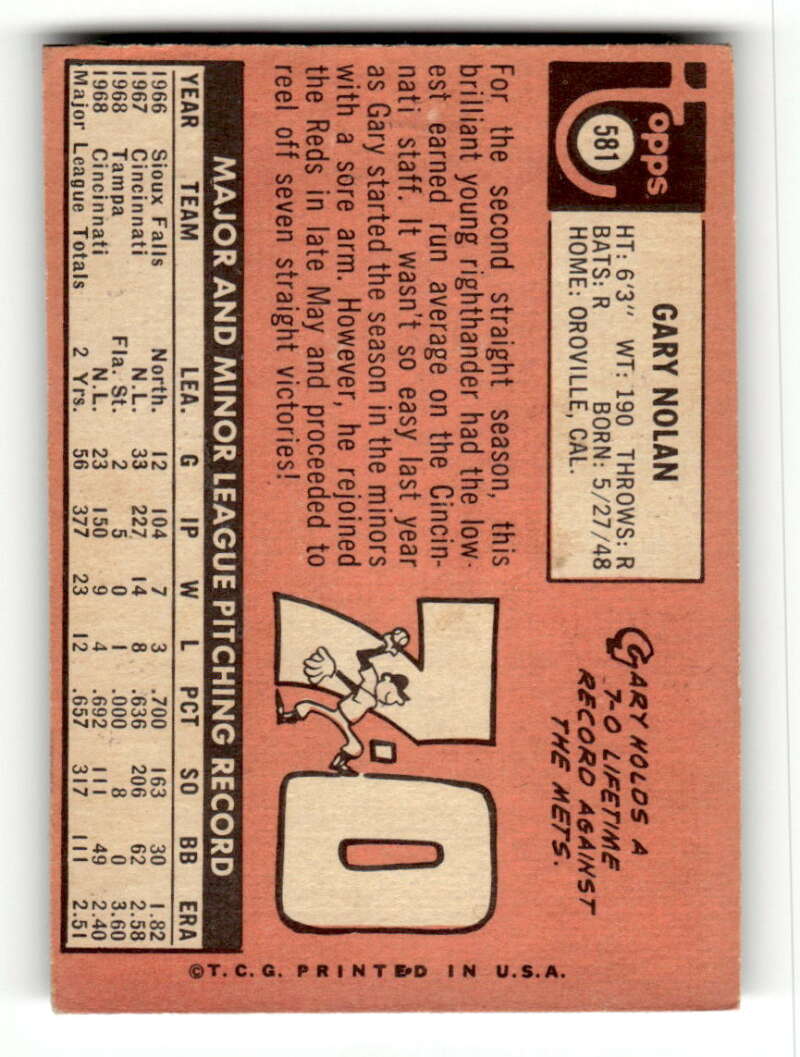 Topps
581
GARY NOLAN
HT: 6'3" WT: 190 THROWS: R
BATS: R BORN: 5/27/48
HOME: OROVILLE, CAL.
GARY HOLDS A
7-0 LIFETIME
RECORD AGAINST
THE METS.
For the second straight season, this
brilliant young righthander had the low-
est earned run average on the Cincin-
nati staff. It wasn't so easy last year
as Gary started the season in the minors
with a sore arm. However, he rejoined
the Reds in late May and proceeded to
reel off seven straight victories!
7-0
MAJOR AND MINOR LEAGUE PITCHING RECORD
YEAR TEAM LEA. G IP W L PCT SO BB ERA
1966 Sioux Falls North. 12 104 7 3 .700 163 30 1.82
1967 Cincinnati N.L. 33 227 14 8 .636 206 62 2.58
1968 Tampa Fla. St. 2 5 0 1 .000 8 0 3.60
1968 Cincinnati N.L. 23 150 9 4 .692 111 49 2.40
Major League Totals 2 Yrs. 56 377 23 12 .657 317 111 2.51
©T.C.G. PRINTED IN U.S.A.